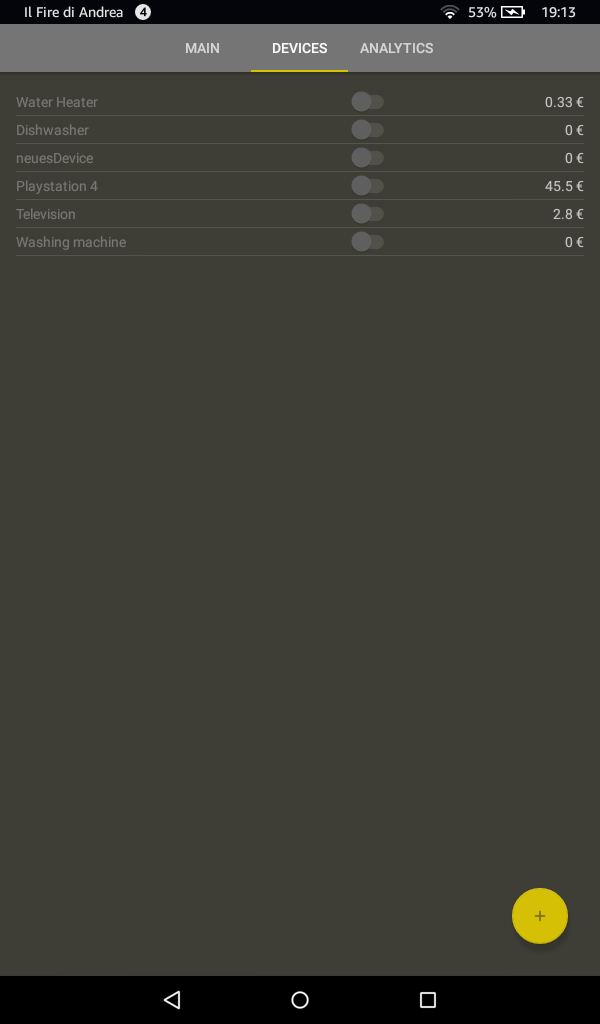 Il Fire di Andrea 4 53% 19:13
MAIN DEVICES ANALYTICS
Water Heater 0.33 €
Dishwasher 0 €
neuesDevice 0 €
Playstation 4 45.5 €
Television 2.8 €
Washing machine 0 €
+